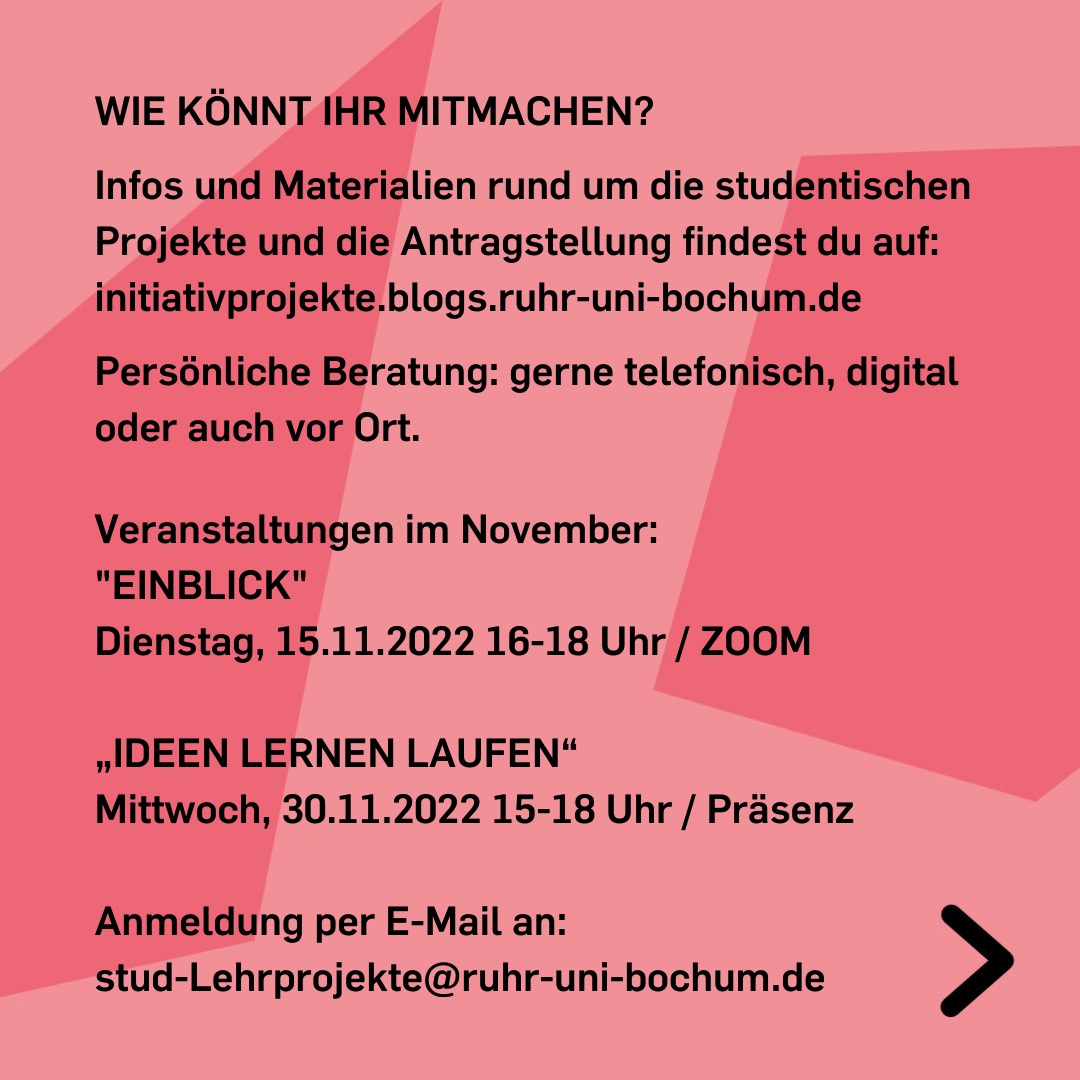 WIE KÖNNT IHR MITMACHEN?
Infos und Materialien rund um die studentischen
Projekte und die Antragstellung findest du auf:
initiativprojekte.blogs.ruhr-uni-bochum.de
Persönliche Beratung: gerne telefonisch, digital
oder auch vor Ort.
Veranstaltungen im November:
"EINBLICK"
Dienstag, 15.11.2022 16-18 Uhr / ZOOM
„IDEEN LERNEN LAUFEN“
Mittwoch, 30.11.2022 15-18 Uhr / Präsenz
Anmeldung per E-Mail an:
stud-Lehrprojekte@ruhr-uni-bochum.de